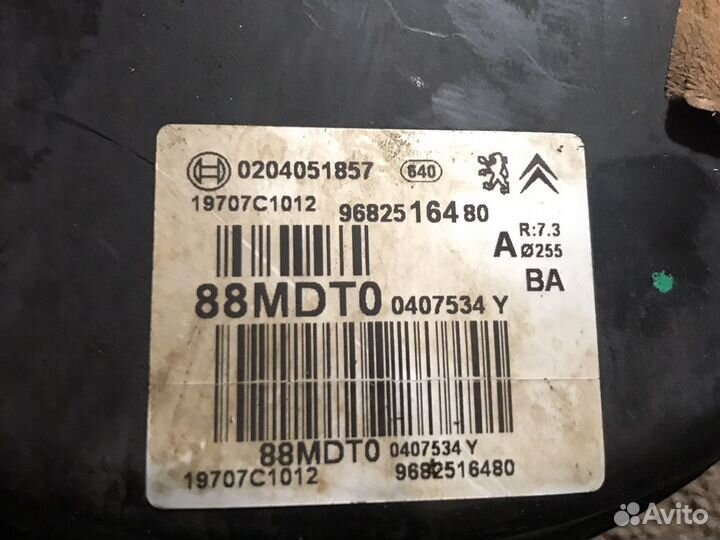 0204051857 640
19707C1012 9682516480
A R:7.3
Ø255
BA
88MDT0 0407534 Y
88MDT0 0407534 Y
19707C1012 9682516480
Avito